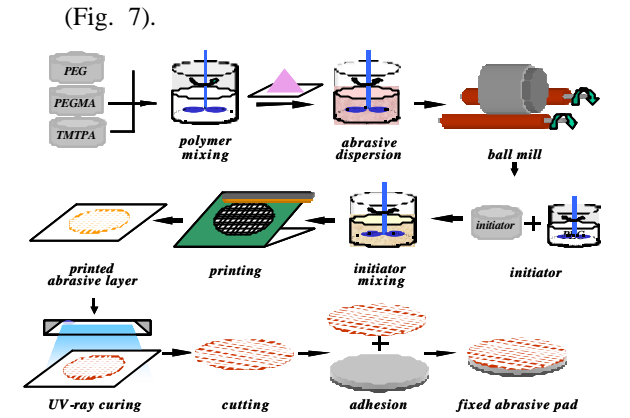 (Fig. 7).
PEG
PEGMA
TMTPA
polymer
mixing
abrasive
dispersion
ball mill
printed
abrasive layer
printing
initiator
mixing
initiator
PEG
initiator
UV-ray curing
cutting
adhesion
fixed abrasive pad